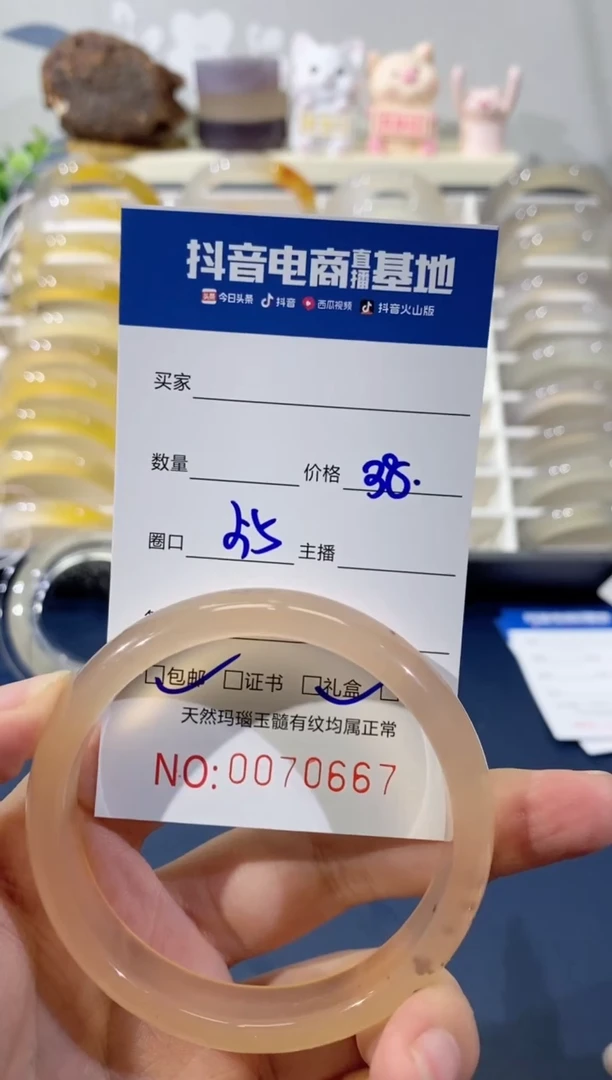 抖音电商直播基地
今日头条 抖音 西瓜视频 抖音火山版
买家
数量 价格 38.
圈口 55 主播
包邮 证书 礼盒
天然玛瑙玉髓有纹均属正常
NO:0070667